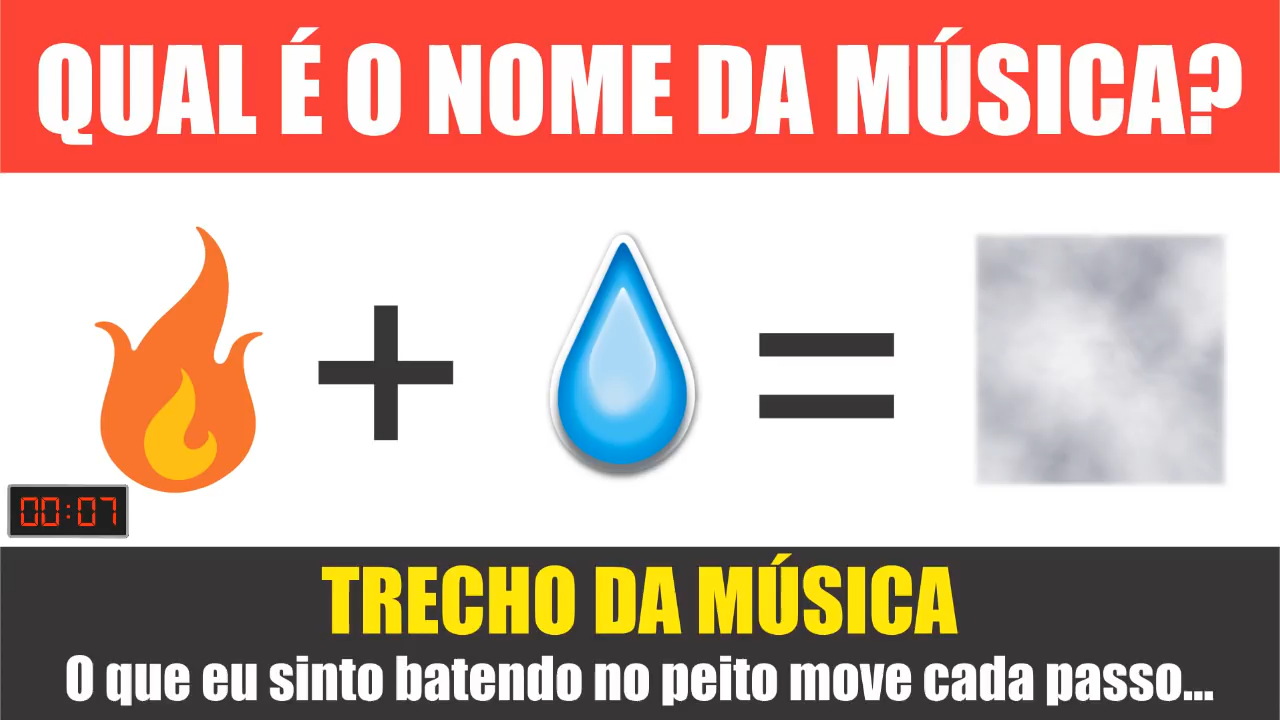 QUAL É O NOME DA MÚSICA?
00:07
TRECHO DA MÚSICA
O que eu sinto batendo no peito move cada passo...